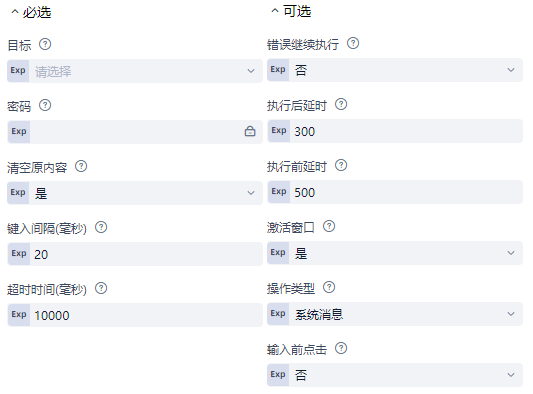 必选
目标
Exp 请选择
密码
Exp
清空原内容
Exp 是
键入间隔(毫秒)
Exp 20
超时时间(毫秒)
Exp 10000
可选
错误继续执行
Exp 否
执行后延时
Exp 300
执行前延时
Exp 500
激活窗口
Exp 是
操作类型
Exp 系统消息
输入前点击
Exp 否